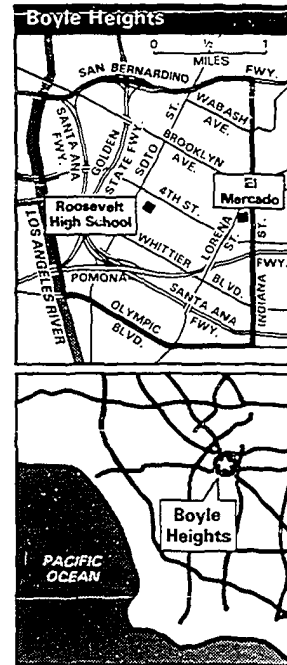 Boyle Heights
0 ½ 1
MILES
SAN BERNARDINO FWY.
WABASH
AVE.
SANTA ANA
FWY.
GOLDEN
STATE FWY.
SOTO ST.
BROOKLYN
AVE.
El
Mercado
4TH ST.
Roosevelt
High School
LORENA
ST.
WHITTIER BLVD.
INDIANA ST.
LOS ANGELES RIVER
POMONA FWY.
SANTA ANA
FWY.
OLYMPIC
BLVD.
Boyle
Heights
PACIFIC
OCEAN